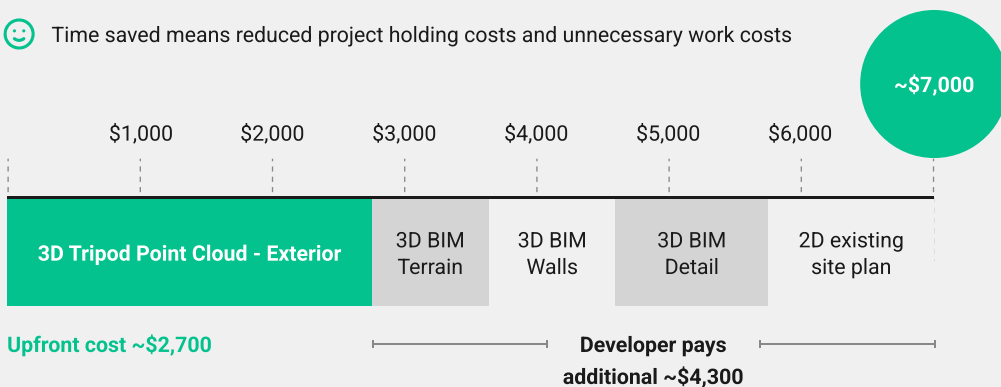 Time saved means reduced project holding costs and unnecessary work costs
~$7,000
$1,000
$2,000
$3,000
$4,000
$5,000
$6,000
3D Tripod Point Cloud - Exterior
3D BIM
Terrain
3D BIM
Walls
3D BIM
Detail
2D existing
site plan
Upfront cost ~$2,700
Developer pays
additional ~$4,300